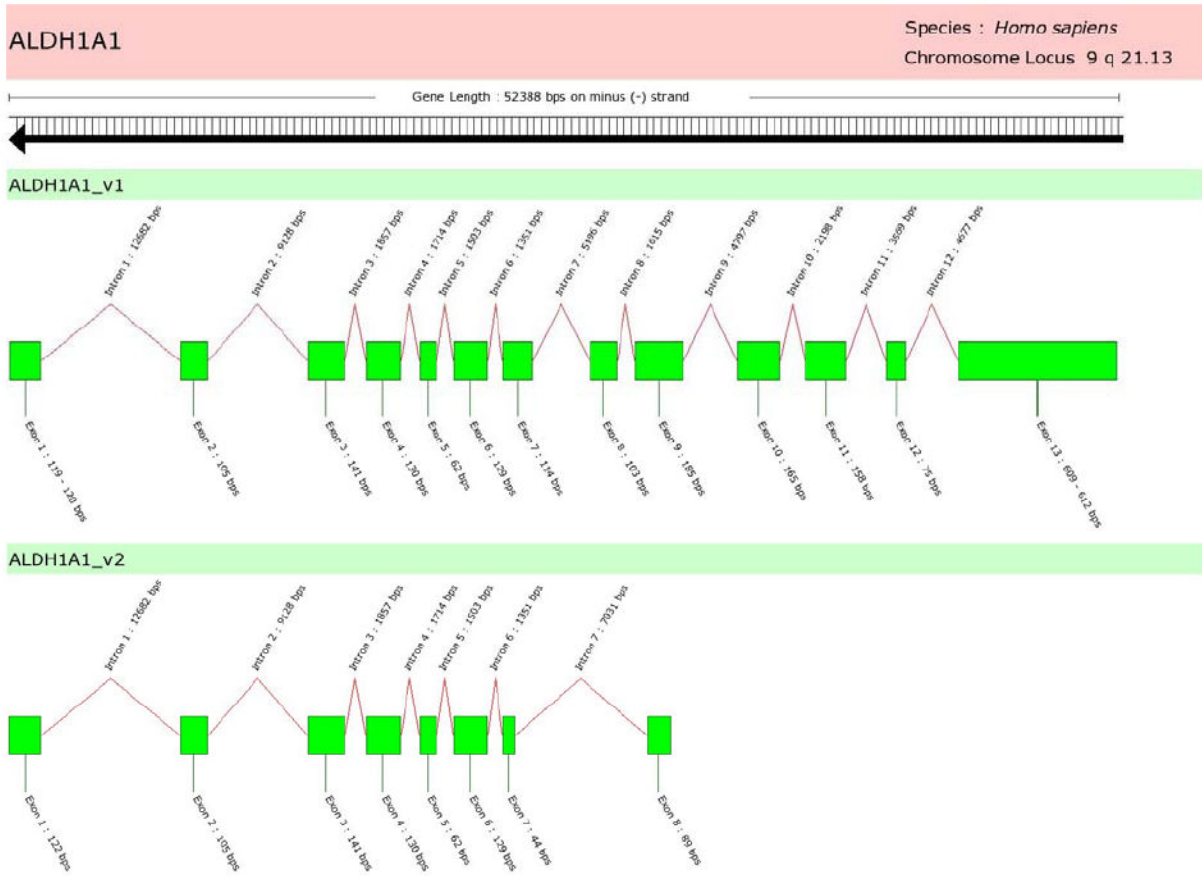 ALDH1A1
Species : Homo sapiens
Chromosome Locus 9 q 21.13
Gene Length : 52388 bps on minus (-) strand
ALDH1A1_v1
Intron 1 : 12682 bps
Intron 2 : 9128 bps
Intron 3 : 1857 bps
Intron 4 : 1714 bps
Intron 5 : 1503 bps
Intron 6 : 1351 bps
Intron 7 : 5196 bps
Intron 8 : 1615 bps
Intron 9 : 4797 bps
Intron 10 : 2198 bps
Intron 11 : 3569 bps
Intron 12 : 4677 bps
Exon 1 : 119 - bps
Exon 2 : 105 bps
Exon 3 : 141 bps
Exon 4 : 130 bps
Exon 5 : 62 bps
Exon 6 : 129 bps
Exon 7 : 114 bps
Exon 8 : 103 bps
Exon 9 : 185 bps
Exon 10 : 165 bps
Exon 11 : 158 bps
Exon 12 : 75 bps
Exon 13 : 609 - 612 bps
ALDH1A1_v2
Intron 1 : 12682 bps
Intron 2 : 9128 bps
Intron 3 : 1857 bps
Intron 4 : 1714 bps
Intron 5 : 1503 bps
Intron 6 : 1351 bps
Intron 7 : 7031 bps
Exon 1 : 122 bps
Exon 2 : 105 bps
Exon 3 : 141 bps
Exon 4 : 130 bps
Exon 5 : 62 bps
Exon 6 : 129 bps
Exon 7 : 44 bps
Exon 8 : 89 bps